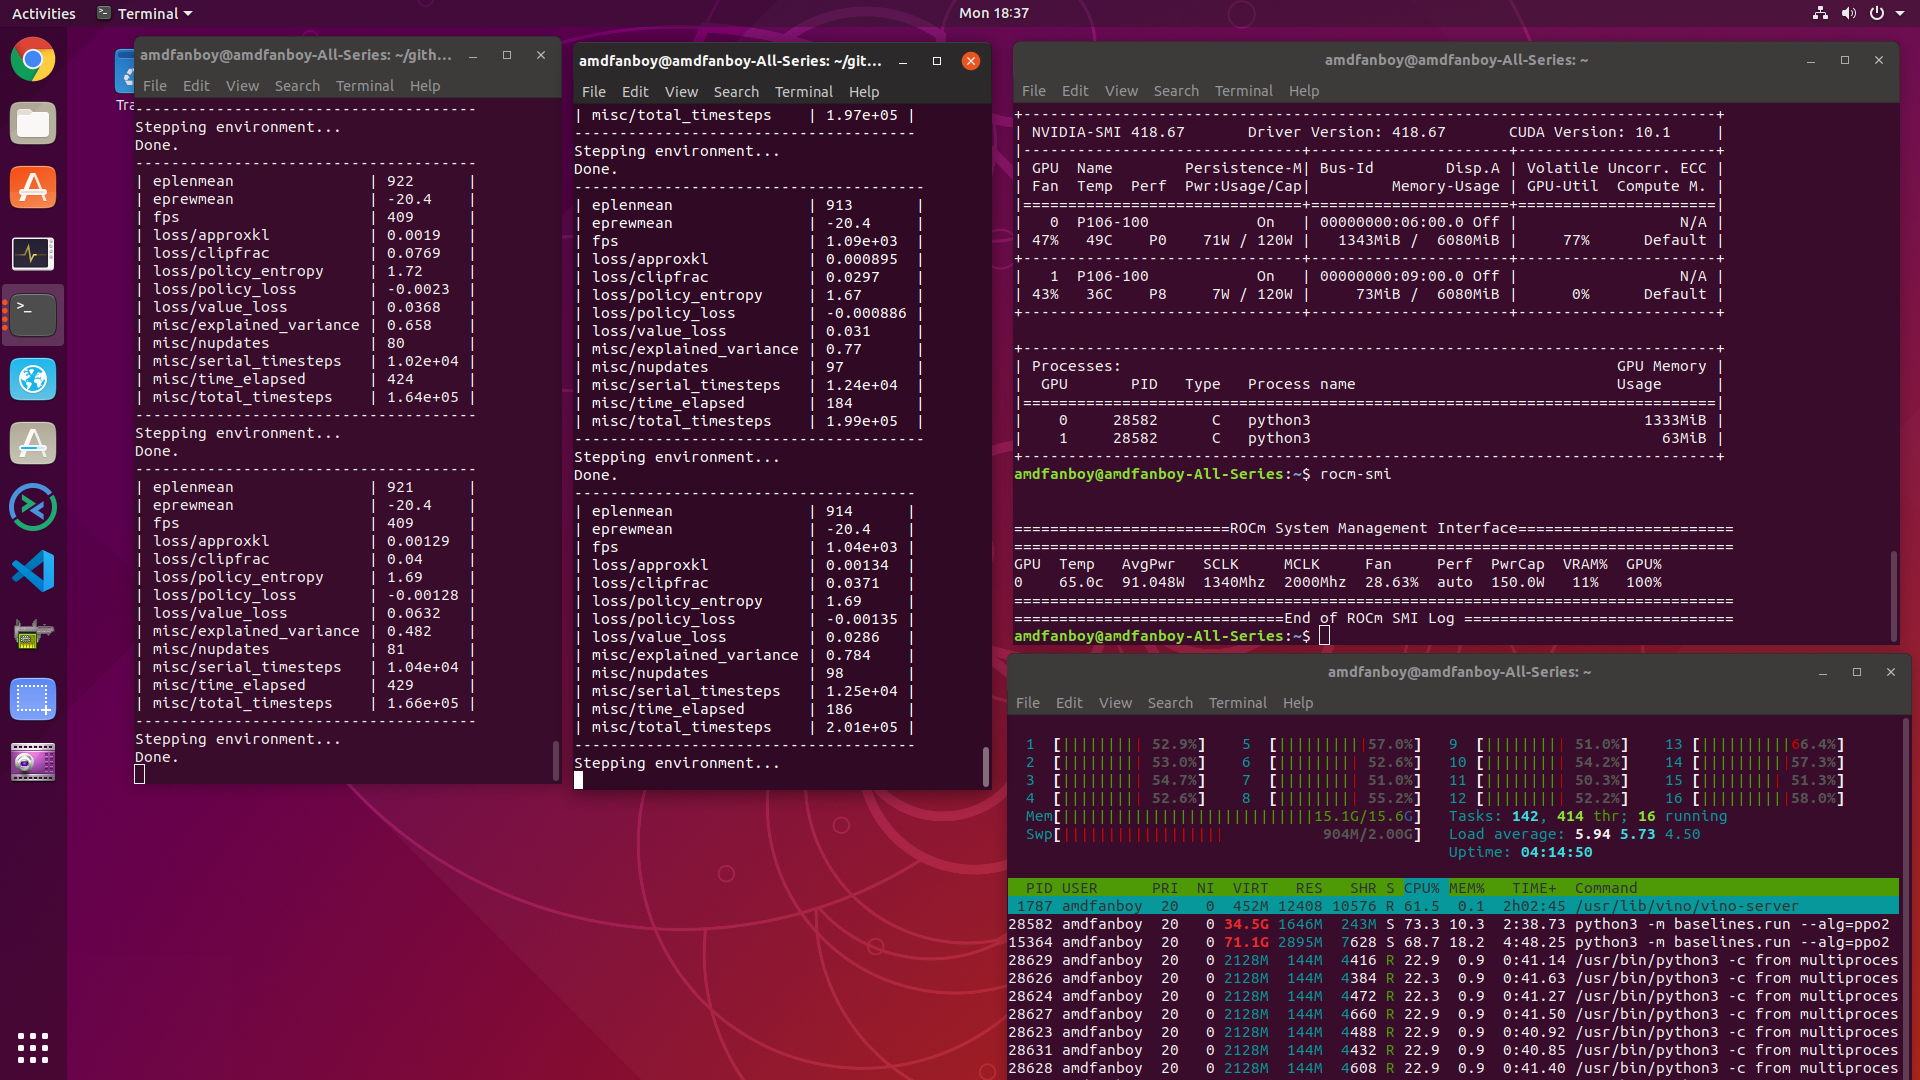 Activities
Terminal
Mon 18:37
Tra
amdfanboy@amdfanboy-All-Series: ~/gith...
File Edit View Search Terminal Help
--------------------------------------
Stepping environment...
Done.
--------------------------------------
| eplenmean | 922 |
| eprewmean | -20.4 |
| fps | 409 |
| loss/approxkl | 0.0019 |
| loss/clipfrac | 0.0769 |
| loss/policy_entropy | 1.72 |
| loss/policy_loss | -0.0023 |
| loss/value_loss | 0.0368 |
| misc/explained_variance | 0.658 |
| misc/nupdates | 80 |
| misc/serial_timesteps | 1.02e+04 |
| misc/time_elapsed | 424 |
| misc/total_timesteps | 1.64e+05 |
--------------------------------------
Stepping environment...
Done.
--------------------------------------
| eplenmean | 921 |
| eprewmean | -20.4 |
| fps | 409 |
| loss/approxkl | 0.00129 |
| loss/clipfrac | 0.04 |
| loss/policy_entropy | 1.69 |
| loss/policy_loss | -0.00128 |
| loss/value_loss | 0.0632 |
| misc/explained_variance | 0.482 |
| misc/nupdates | 81 |
| misc/serial_timesteps | 1.04e+04 |
| misc/time_elapsed | 429 |
| misc/total_timesteps | 1.66e+05 |
--------------------------------------
Stepping environment...
Done.
amdfanboy@amdfanboy-All-Series: ~/git...
File Edit View Search Terminal Help
| misc/total_timesteps | 1.97e+05 |
--------------------------------------
Stepping environment...
Done.
---------------------------------------
| eplenmean | 913 |
| eprewmean | -20.4 |
| fps | 1.09e+03 |
| loss/approxkl | 0.000895 |
| loss/clipfrac | 0.0297 |
| loss/policy_entropy | 1.67 |
| loss/policy_loss | -0.000886 |
| loss/value_loss | 0.031 |
| misc/explained_variance | 0.77 |
| misc/nupdates | 97 |
| misc/serial_timesteps | 1.24e+04 |
| misc/time_elapsed | 184 |
| misc/total_timesteps | 1.99e+05 |
---------------------------------------
Stepping environment...
Done.
--------------------------------------
| eplenmean | 914 |
| eprewmean | -20.4 |
| fps | 1.04e+03 |
| loss/approxkl | 0.00134 |
| loss/clipfrac | 0.0371 |
| loss/policy_entropy | 1.69 |
| loss/policy_loss | -0.00135 |
| loss/value_loss | 0.0286 |
| misc/explained_variance | 0.784 |
| misc/nupdates | 98 |
| misc/serial_timesteps | 1.25e+04 |
| misc/time_elapsed | 186 |
| misc/total_timesteps | 2.01e+05 |
--------------------------------------
Stepping environment...
amdfanboy@amdfanboy-All-Series: ~
File Edit View Search Terminal Help
+-----------------------------------------------------------------------------+
| NVIDIA-SMI 418.67 Driver Version: 418.67 CUDA Version: 10.1 |
|-------------------------------+----------------------+----------------------+
| GPU Name Persistence-M| Bus-Id Disp.A | Volatile Uncorr. ECC |
| Fan Temp Perf Pwr:Usage/Cap| Memory-Usage | GPU-Util Compute M. |
|===============================+======================+======================|
| 0 P106-100 On | 00000000:06:00.0 Off | N/A |
| 47% 49C P0 71W / 120W | 1343MiB / 6080MiB | 77% Default |
+-------------------------------+----------------------+----------------------+
| 1 P106-100 On | 00000000:09:00.0 Off | N/A |
| 43% 36C P8 7W / 120W | 73MiB / 6080MiB | 0% Default |
+-------------------------------+----------------------+----------------------+
+-----------------------------------------------------------------------------+
| Processes: GPU Memory |
| GPU PID Type Process name Usage |
|=============================================================================|
| 0 28582 C python3 1333MiB |
| 1 28582 C python3 63MiB |
+-----------------------------------------------------------------------------+
amdfanboy@amdfanboy-All-Series:~$ rocm-smi
========================ROCm System Management Interface========================
================================================================================
GPU Temp AvgPwr SCLK MCLK Fan Perf PwrCap VRAM% GPU%
0 65.0c 91.048W 1340Mhz 2000Mhz 28.63% auto 150.0W 11% 100%
================================================================================
==============================End of ROCm SMI Log ==============================
amdfanboy@amdfanboy-All-Series:~$
amdfanboy@amdfanboy-All-Series: ~
File Edit View Search Terminal Help
1 [||||||||| 52.9%] 5 [||||||||||57.0%] 9 [||||||||| 51.0%] 13 [||||||||||66.4%]
2 [||||||||| 53.0%] 6 [||||||||| 52.6%] 10 [||||||||| 54.2%] 14 [||||||||||57.3%]
3 [||||||||| 54.7%] 7 [||||||||| 51.0%] 11 [||||||||| 50.3%] 15 [||||||||| 51.3%]
4 [||||||||| 52.6%] 8 [||||||||| 55.2%] 12 [||||||||| 52.2%] 16 [||||||||||58.0%]
Mem[||||||||||||||||||||||||||||15.1G/15.6G] Tasks: 142, 414 thr; 16 running
Swp[|||||||||||||||||| 904M/2.00G] Load average: 5.94 5.73 4.50
Uptime: 04:14:50
PID USER PRI NI VIRT RES SHR S CPU% MEM% TIME+ Command
1787 amdfanboy 20 0 452M 12408 10576 R 61.5 0.1 2h02:45 /usr/lib/vino/vino-server
28582 amdfanboy 20 0 34.5G 1646M 243M S 73.3 10.3 2:38.73 python3 -m baselines.run --alg=ppo2
15364 amdfanboy 20 0 71.1G 2895M 7628 S 68.7 18.2 4:48.25 python3 -m baselines.run --alg=ppo2
28629 amdfanboy 20 0 2128M 144M 4416 R 22.9 0.9 0:41.14 /usr/bin/python3 -c from multiproces
28626 amdfanboy 20 0 2128M 144M 4384 R 22.3 0.9 0:41.63 /usr/bin/python3 -c from multiproces
28624 amdfanboy 20 0 2128M 144M 4472 R 22.3 0.9 0:41.27 /usr/bin/python3 -c from multiproces
28627 amdfanboy 20 0 2128M 144M 4660 R 22.9 0.9 0:41.50 /usr/bin/python3 -c from multiproces
28623 amdfanboy 20 0 2128M 144M 4488 R 22.9 0.9 0:40.92 /usr/bin/python3 -c from multiproces
28631 amdfanboy 20 0 2128M 144M 4432 R 22.9 0.9 0:40.85 /usr/bin/python3 -c from multiproces
28628 amdfanboy 20 0 2128M 144M 4608 R 22.9 0.9 0:41.40 /usr/bin/python3 -c from multiproces